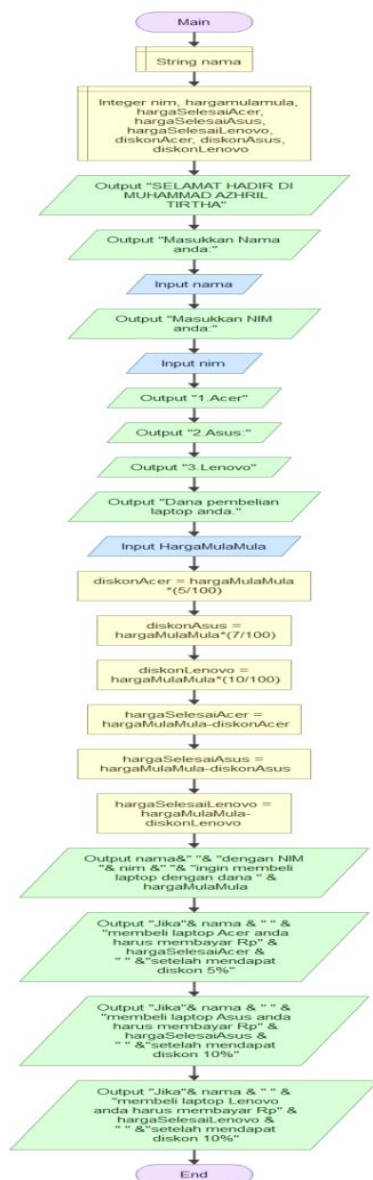 Main
String nama
Integer nim, hargamulamula,
hargaSelesaiAcer,
hargaSelesaiAsus,
hargaSelesaiLenovo,
diskonAcer, diskonAsus,
diskonLenovo
Output "SELAMAT HADIR DI
MUHAMMAD AZHRIL
TIRTHA"
Output "Masukkan Nama
anda:"
Input nama
Output "Masukkan NIM
anda:"
Input nim
Output "1.Acer"
Output "2.Asus:"
Output "3.Lenovo"
Output "Dana pembelian
laptop anda."
Input HargaMulaMula
diskonAcer = hargaMulaMula
*(5/100)
diskonAsus =
hargaMulaMula*(7/100)
diskonLenovo =
hargaMulaMula*(10/100)
hargaSelesaiAcer =
hargaMulaMula-diskonAcer
hargaSelesaiAsus =
hargaMulaMula-diskonAsus
hargaSelesaiLenovo =
hargaMulaMula-
diskonLenovo
Output nama&" "& "dengan NIM
"& nim &" "& "ingin membeli
laptop dengan dana " &
hargaMulaMula
Output "Jika"& nama & " " &
"membeli laptop Acer anda
harus membayar Rp" &
hargaSelesaiAcer &
" " &"setelah mendapat
diskon 5%"
Output "Jika"& nama & " " &
"membeli laptop Asus anda
harus membayar Rp" &
hargaSelesaiAsus &
" " &"setelah mendapat
diskon 10%"
Output "Jika"& nama & " " &
"membeli laptop Lenovo
anda harus membayar Rp" &
hargaSelesaiLenovo &
" " &"setelah mendapat
diskon 10%"
End